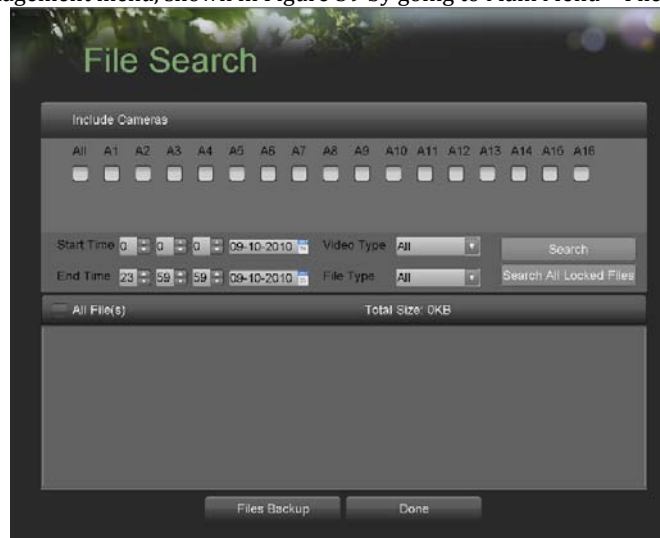 agement menu, shown in Figure 39 by going to Main Menu
File Search
Include Cameras
All A1 A2 A3 A4 A5 A6 A7 A8 A9 A10 A11 A12 A13 A14 A15 A16
Start Time 0 0 0 09-10-2010 Video Type All Search
End Time 23 59 59 09-10-2010 File Type All Search All Locked Files
All File(s) Total Size: 0KB
Files Backup Done